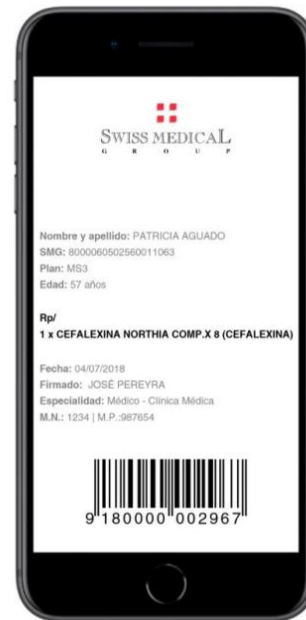 SWISS MEDICAL
G R O U P
Nombre y apellido: PATRICIA AGUADO
SMG: 8000060502560011063
Plan: MS3
Edad: 57 años
Rp/
1 x CEFALEXINA NORTHIA COMP.X 8 (CEFALEXINA)
Fecha: 04/07/2018
Firmado: JOSÉ PEREYRA
Especialidad: Médico - Clínica Médica
M.N.: 1234 | M.P.:987654
9 180000 002967